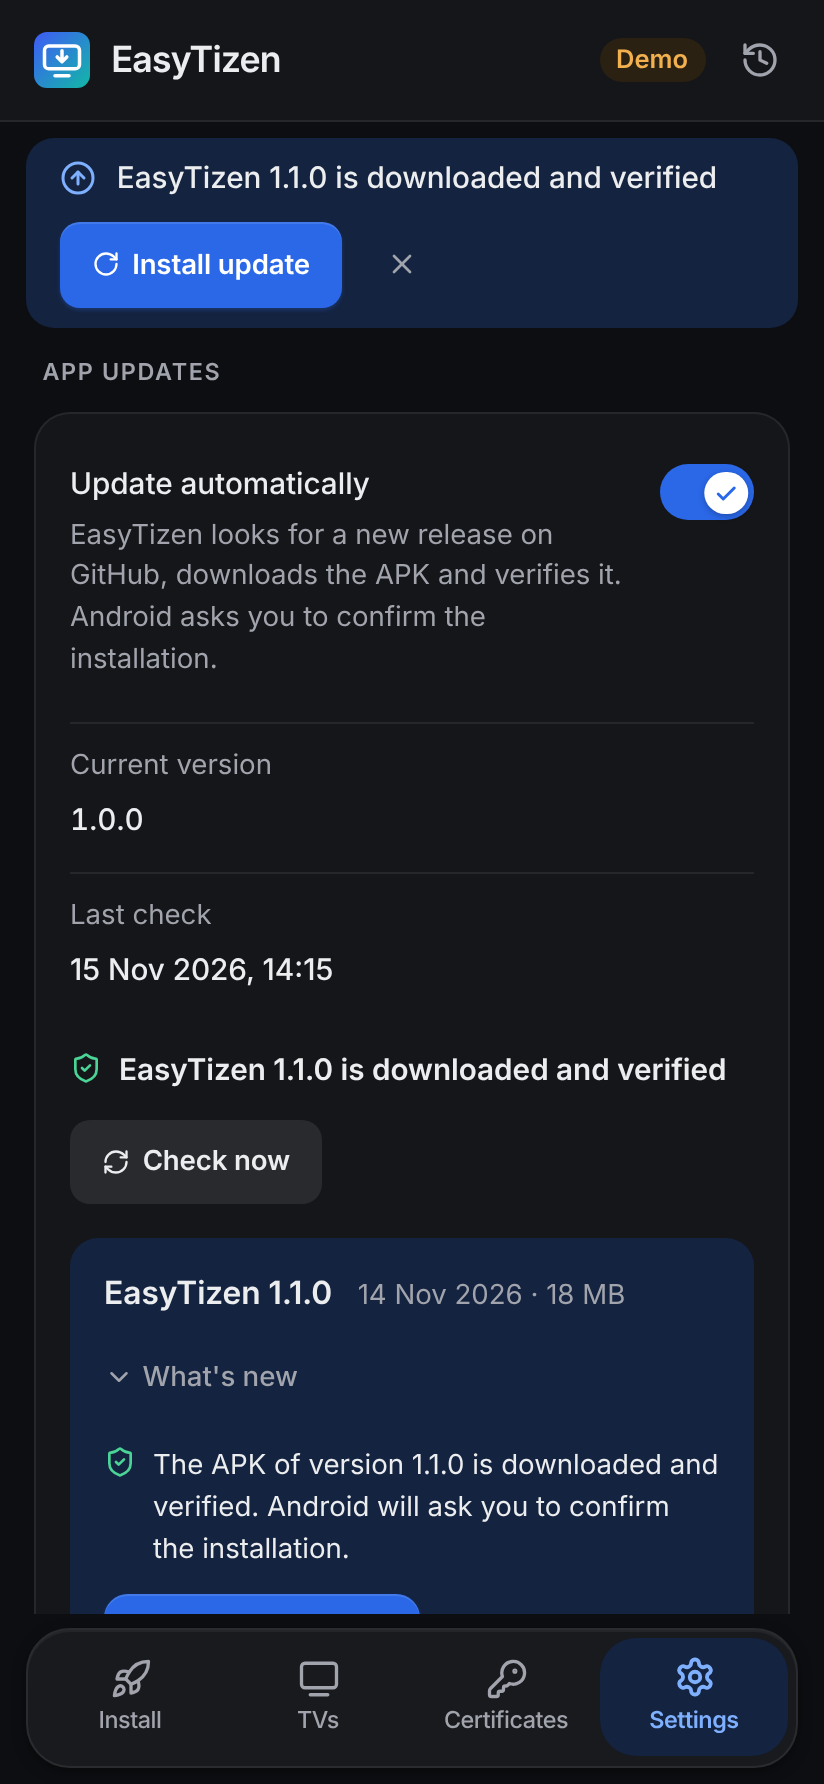 EasyTizen
Demo
EasyTizen 1.1.0 is downloaded and verified
Install update
APP UPDATES
Update automatically
EasyTizen looks for a new release on
GitHub, downloads the APK and verifies it.
Android asks you to confirm the
installation.
Current version
1.0.0
Last check
15 Nov 2026, 14:15
EasyTizen 1.1.0 is downloaded and verified
Check now
EasyTizen 1.1.0 14 Nov 2026 · 18 MB
What's new
The APK of version 1.1.0 is downloaded and
verified. Android will ask you to confirm
the installation.
Install
TVs
Certificates
Settings